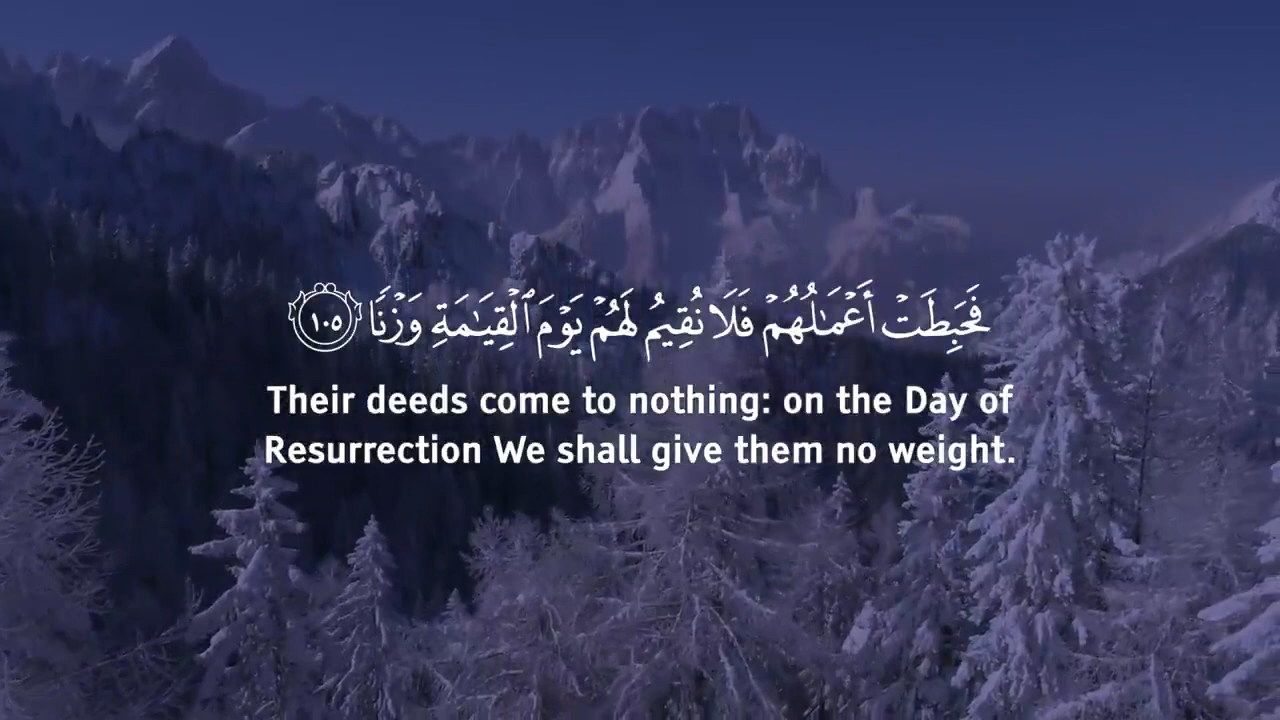 فَحَبِطَتۡ أَعۡمَٰلُهُمۡ فَلَا نُقِيمُ لَهُمۡ يَوۡمَ ٱلۡقِيَٰمَةِ وَزۡنٗا ١٠٥
Their deeds come to nothing: on the Day of
Resurrection We shall give them no weight.